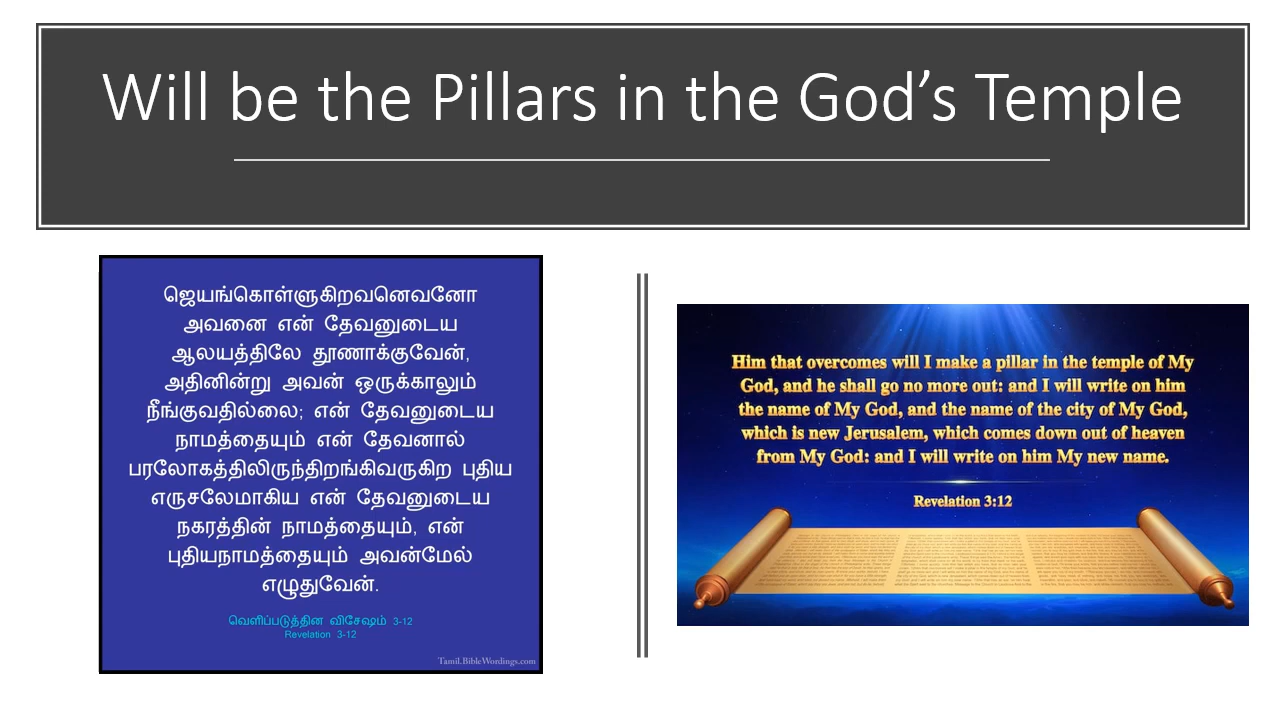 Will be the Pillars in the God’s Temple
ஜெயங்கொள்ளுகிறவனெவனோ
அவனை என் தேவனுடைய
ஆலயத்திலே தூணாக்குவேன்,
அதினின்று அவன் ஒருக்காலும்
நீங்குவதில்லை; என் தேவனுடைய
நாமத்தையும் என் தேவனால்
பரலோகத்திலிருந்திறங்கிவருகிற புதிய
எருசலேமாகிய என் தேவனுடைய
நகரத்தின் நாமத்தையும், என்
புதியநாமத்தையும் அவன்மேல்
எழுதுவேன்.
வெளிப்படுத்தின விசேஷம் 3-12
Revelation 3-12
Tamil.BibleWordings.com
Him that overcomes will I make a pillar in the temple of My
God, and he shall go no more out: and I will write on him
the name of My God, and the name of the city of My God,
which is new Jerusalem, which comes down out of heaven
from My God: and I will write on him My new name.
Revelation 3:12